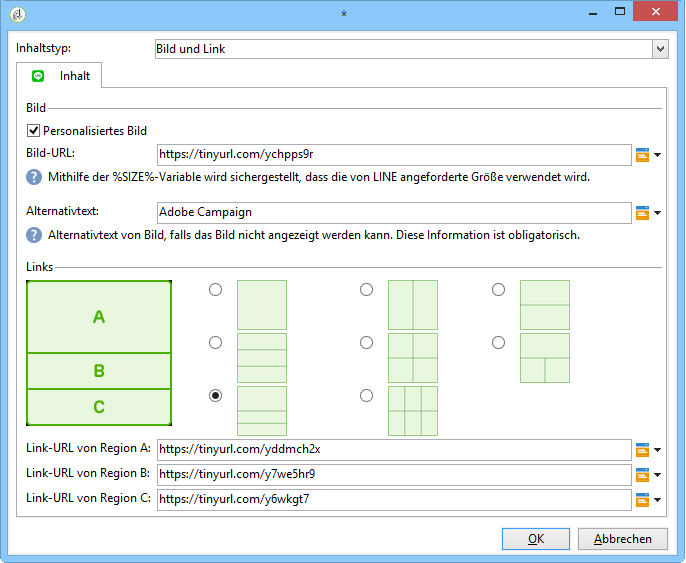 *
Inhaltstyp: Bild und Link
Inhalt
Bild
Personalisiertes Bild
Bild-URL: https://tinyurl.com/ychpps9r
Mithilfe der %SIZE%-Variable wird sichergestellt, dass die von LINE angeforderte Größe verwendet wird.
Alternativtext: Adobe Campaign
Alternativtext von Bild, falls das Bild nicht angezeigt werden kann. Diese Information ist obligatorisch.
Links
A
B
C
Link-URL von Region A: https://tinyurl.com/yddmch2x
Link-URL von Region B: https://tinyurl.com/y7we5hr9
Link-URL von Region C: https://tinyurl.com/y6wkgt7
OK Abbrechen